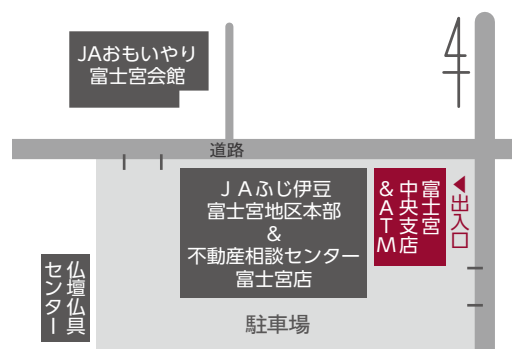 JAおもいやり
富士宮会館
道路
ＪＡふじ伊豆
富士宮地区本部
&
不動産相談センター
富士宮店
富士宮
中央支店
&ATM
◀出入口
仏壇仏具
センター
駐車場